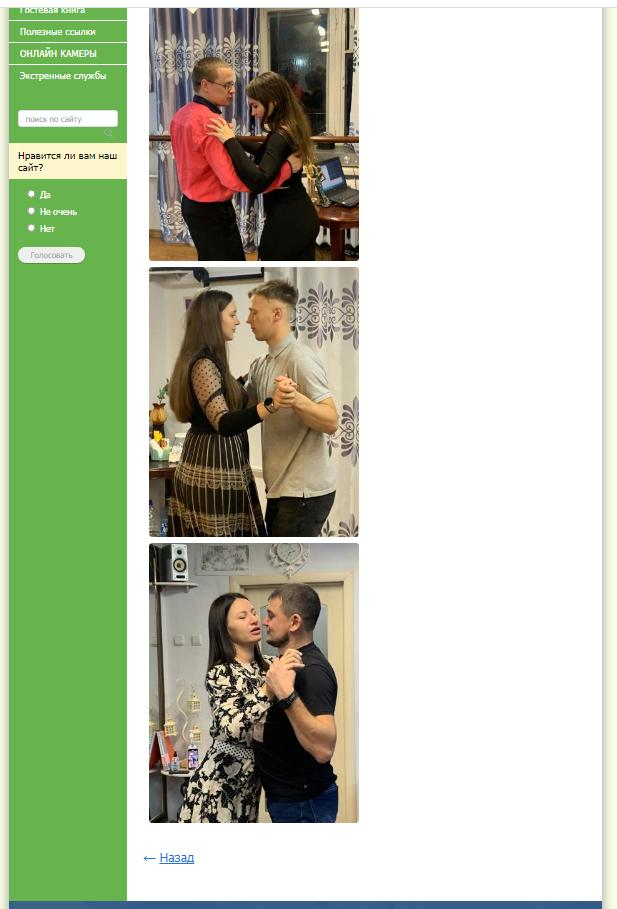 Гостевая книга
Полезные ссылки
ОНЛАЙН КАМЕРЫ
Экстренные службы
поиск по сайту
Нравится ли вам наш
сайт?
Да
Не очень
Нет
Голосовать
← Назад